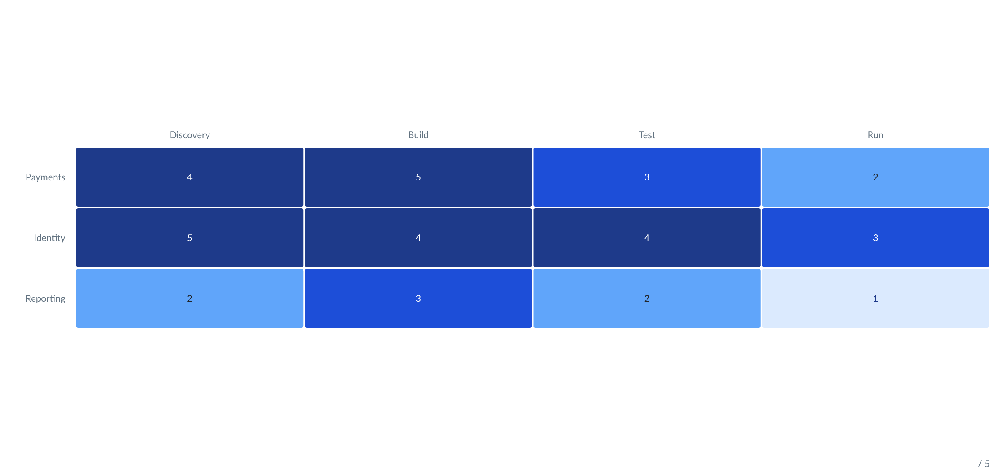 Discovery Build Test Run
Payments 4 5 3 2
Identity 5 4 4 3
Reporting 2 3 2 1
/ 5